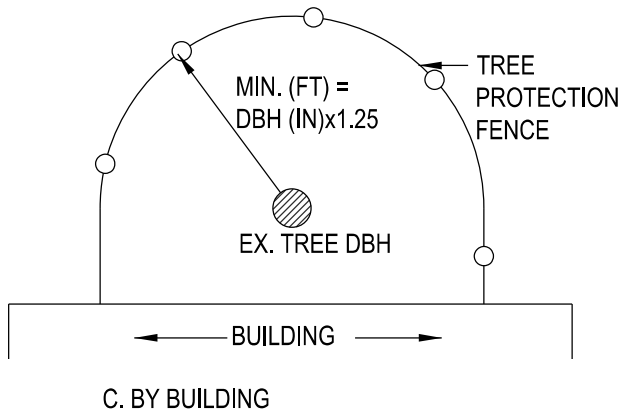 MIN. (FT) =
DBH (IN)x1.25
TREE
PROTECTION
FENCE
EX. TREE DBH
BUILDING
C. BY BUILDING